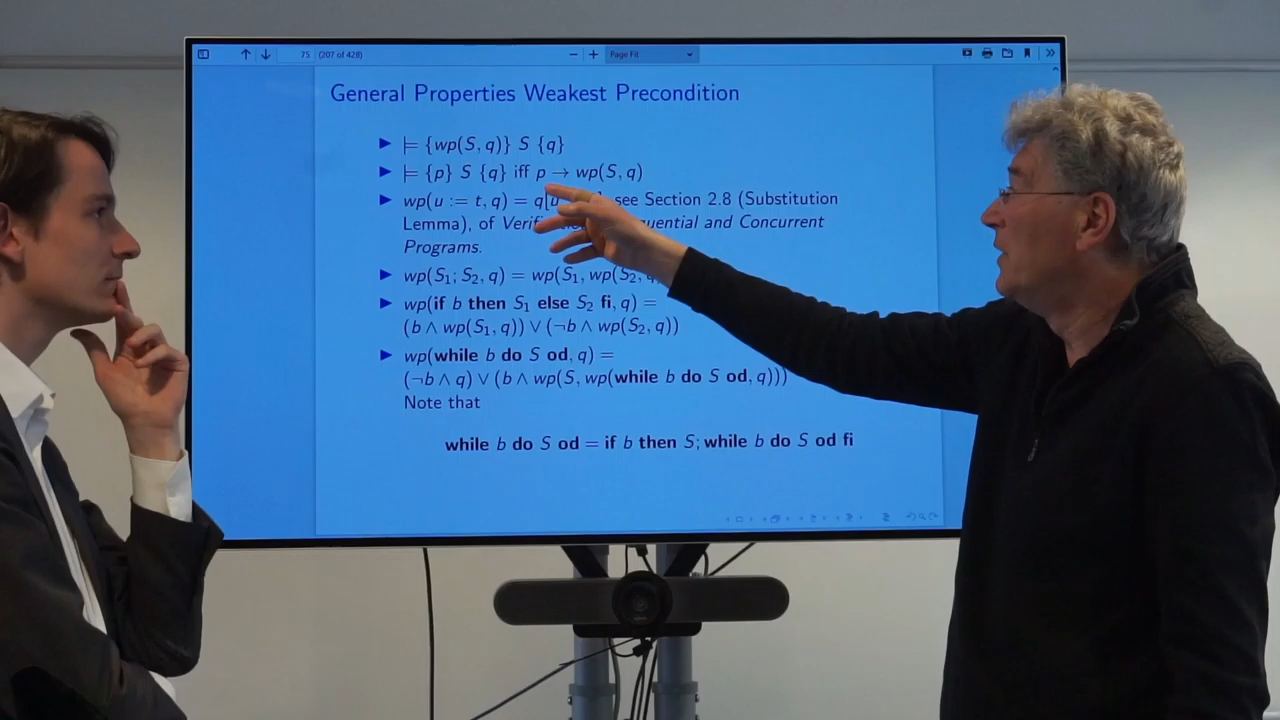 75 (207 of 428) − + Page Fit
General Properties Weakest Precondition
▶ ⊨ {wp(S, q)} S {q}
▶ ⊨ {p} S {q} iff p → wp(S, q)
▶ wp(u := t, q) = q[u see Section 2.8 (Substitution
Lemma), of and Concurrent
Programs.
▶ wp(S₁; S₂, q) = wp(S₁, wp(S₂, q
▶ wp(if b then S₁ else S₂ fi, q) =
(b ∧ wp(S₁, q)) ∨ (¬b ∧ wp(S₂, q))
▶ wp(while b do S od, q) =
(¬b ∧ q) ∨ (b ∧ wp(S, wp(while b do S od, q)))
Note that
while b do S od = if b then S; while b do S od fi